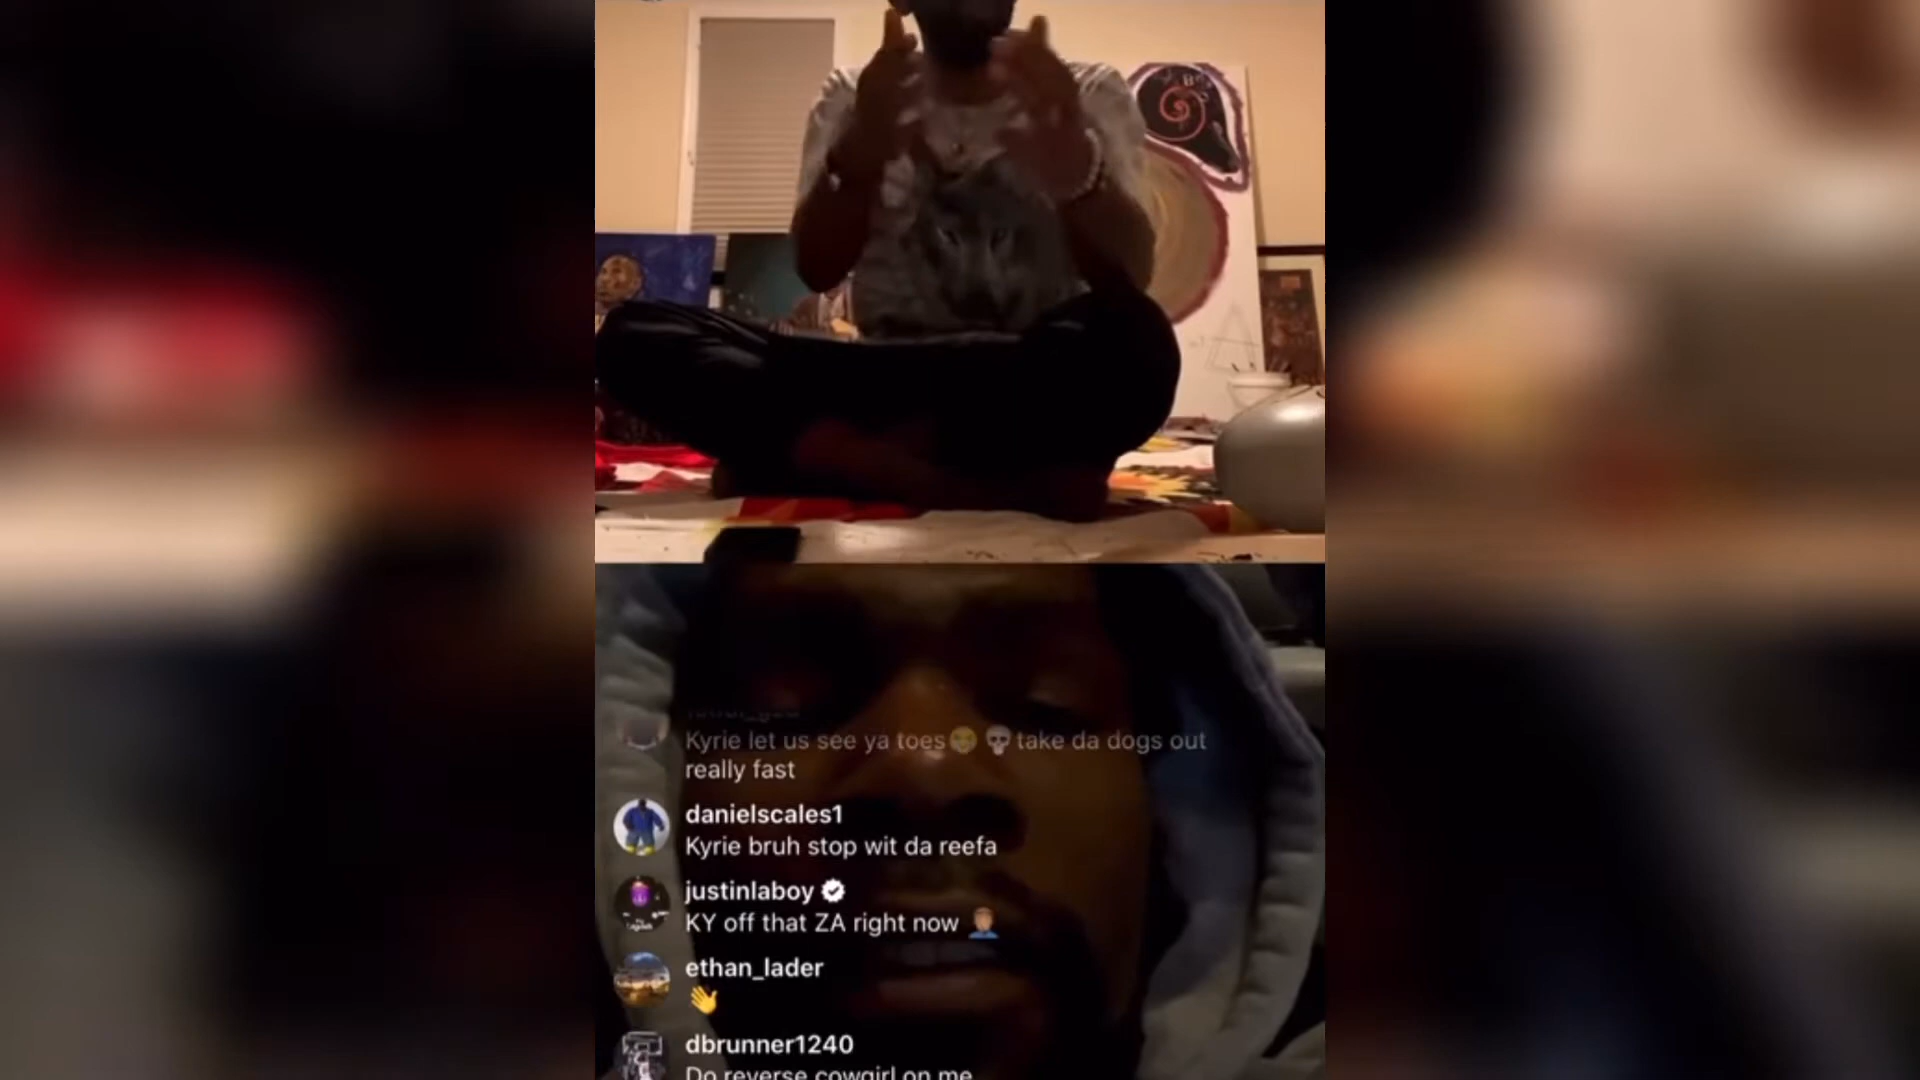 Kyrie let us see ya toes😂💀take da dogs out
really fast
danielscales1
Kyrie bruh stop wit da reefa
justinlaboy
KY off that ZA right now 🤦🏽‍♂️
ethan_lader
👋
dbrunner1240
Do reverse cowgirl on me